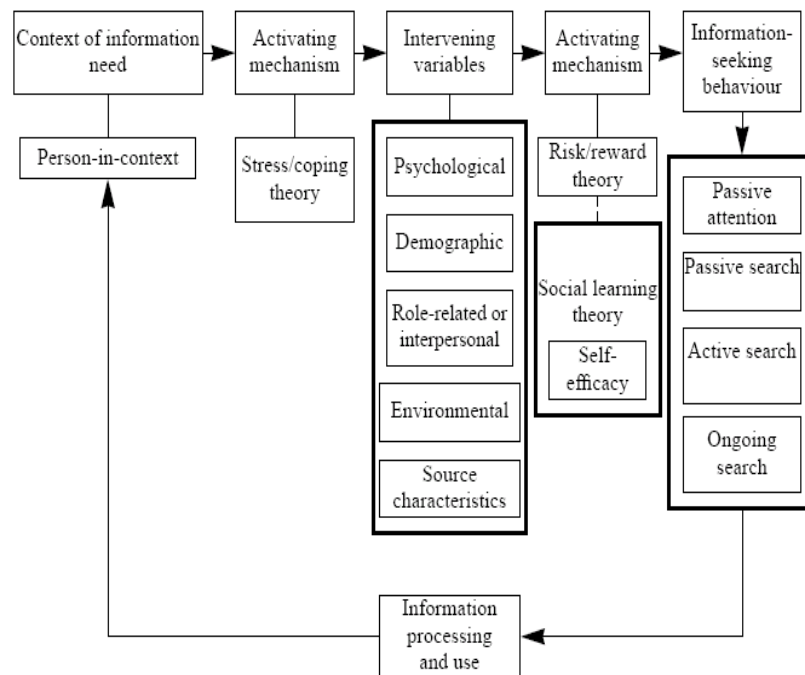 Context of information
need
Activating
mechanism
Intervening
variables
Activating
mechanism
Information-
seeking
behaviour
Person-in-context
Stress/coping
theory
Psychological
Demographic
Role-related or
interpersonal
Environmental
Source
characteristics
Risk/reward
theory
Social learning
theory
Self-
efficacy
Passive
attention
Passive search
Active search
Ongoing
search
Information
processing
and use